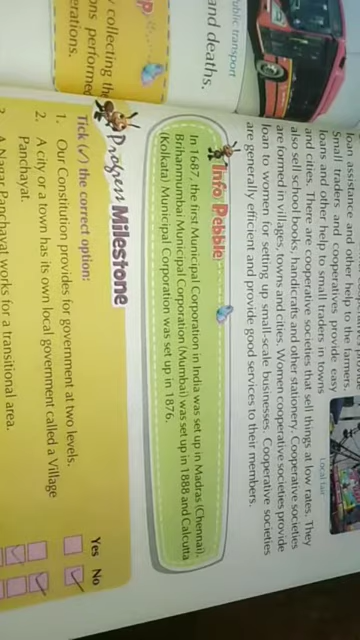 Public transport
and deaths.
collecting the
ons performed
erations.
loan assistance and other help to the farmers.
Small traders and cooperatives provide easy
loans and other help to small traders in towns
and cities. There are cooperative societies that sell things at low rates. They
also sell school books, handicrafts and other stationery. Cooperative societies
are formed in villages, towns and cities. Women cooperative societies provide
loan to women for setting up small-scale businesses. Cooperative societies
are generally efficient and provide good services to their members.
Local fair
Info Pebble
In 1687, the first Municipal Corporation in India was set up in Madras (Chennai).
Brihanmumbai Municipal Corporation (Mumbai) was set up in 1888 and Calcutta
(Kolkata) Municipal Corporation was set up in 1876.
Progress Milestone
Tick (✓) the correct option:
Yes No
1. Our Constitution provides for government at two levels.
2. A city or a town has its own local government called a Village
Panchayat.
3. A Nagar Panchayat works for a transitional area.